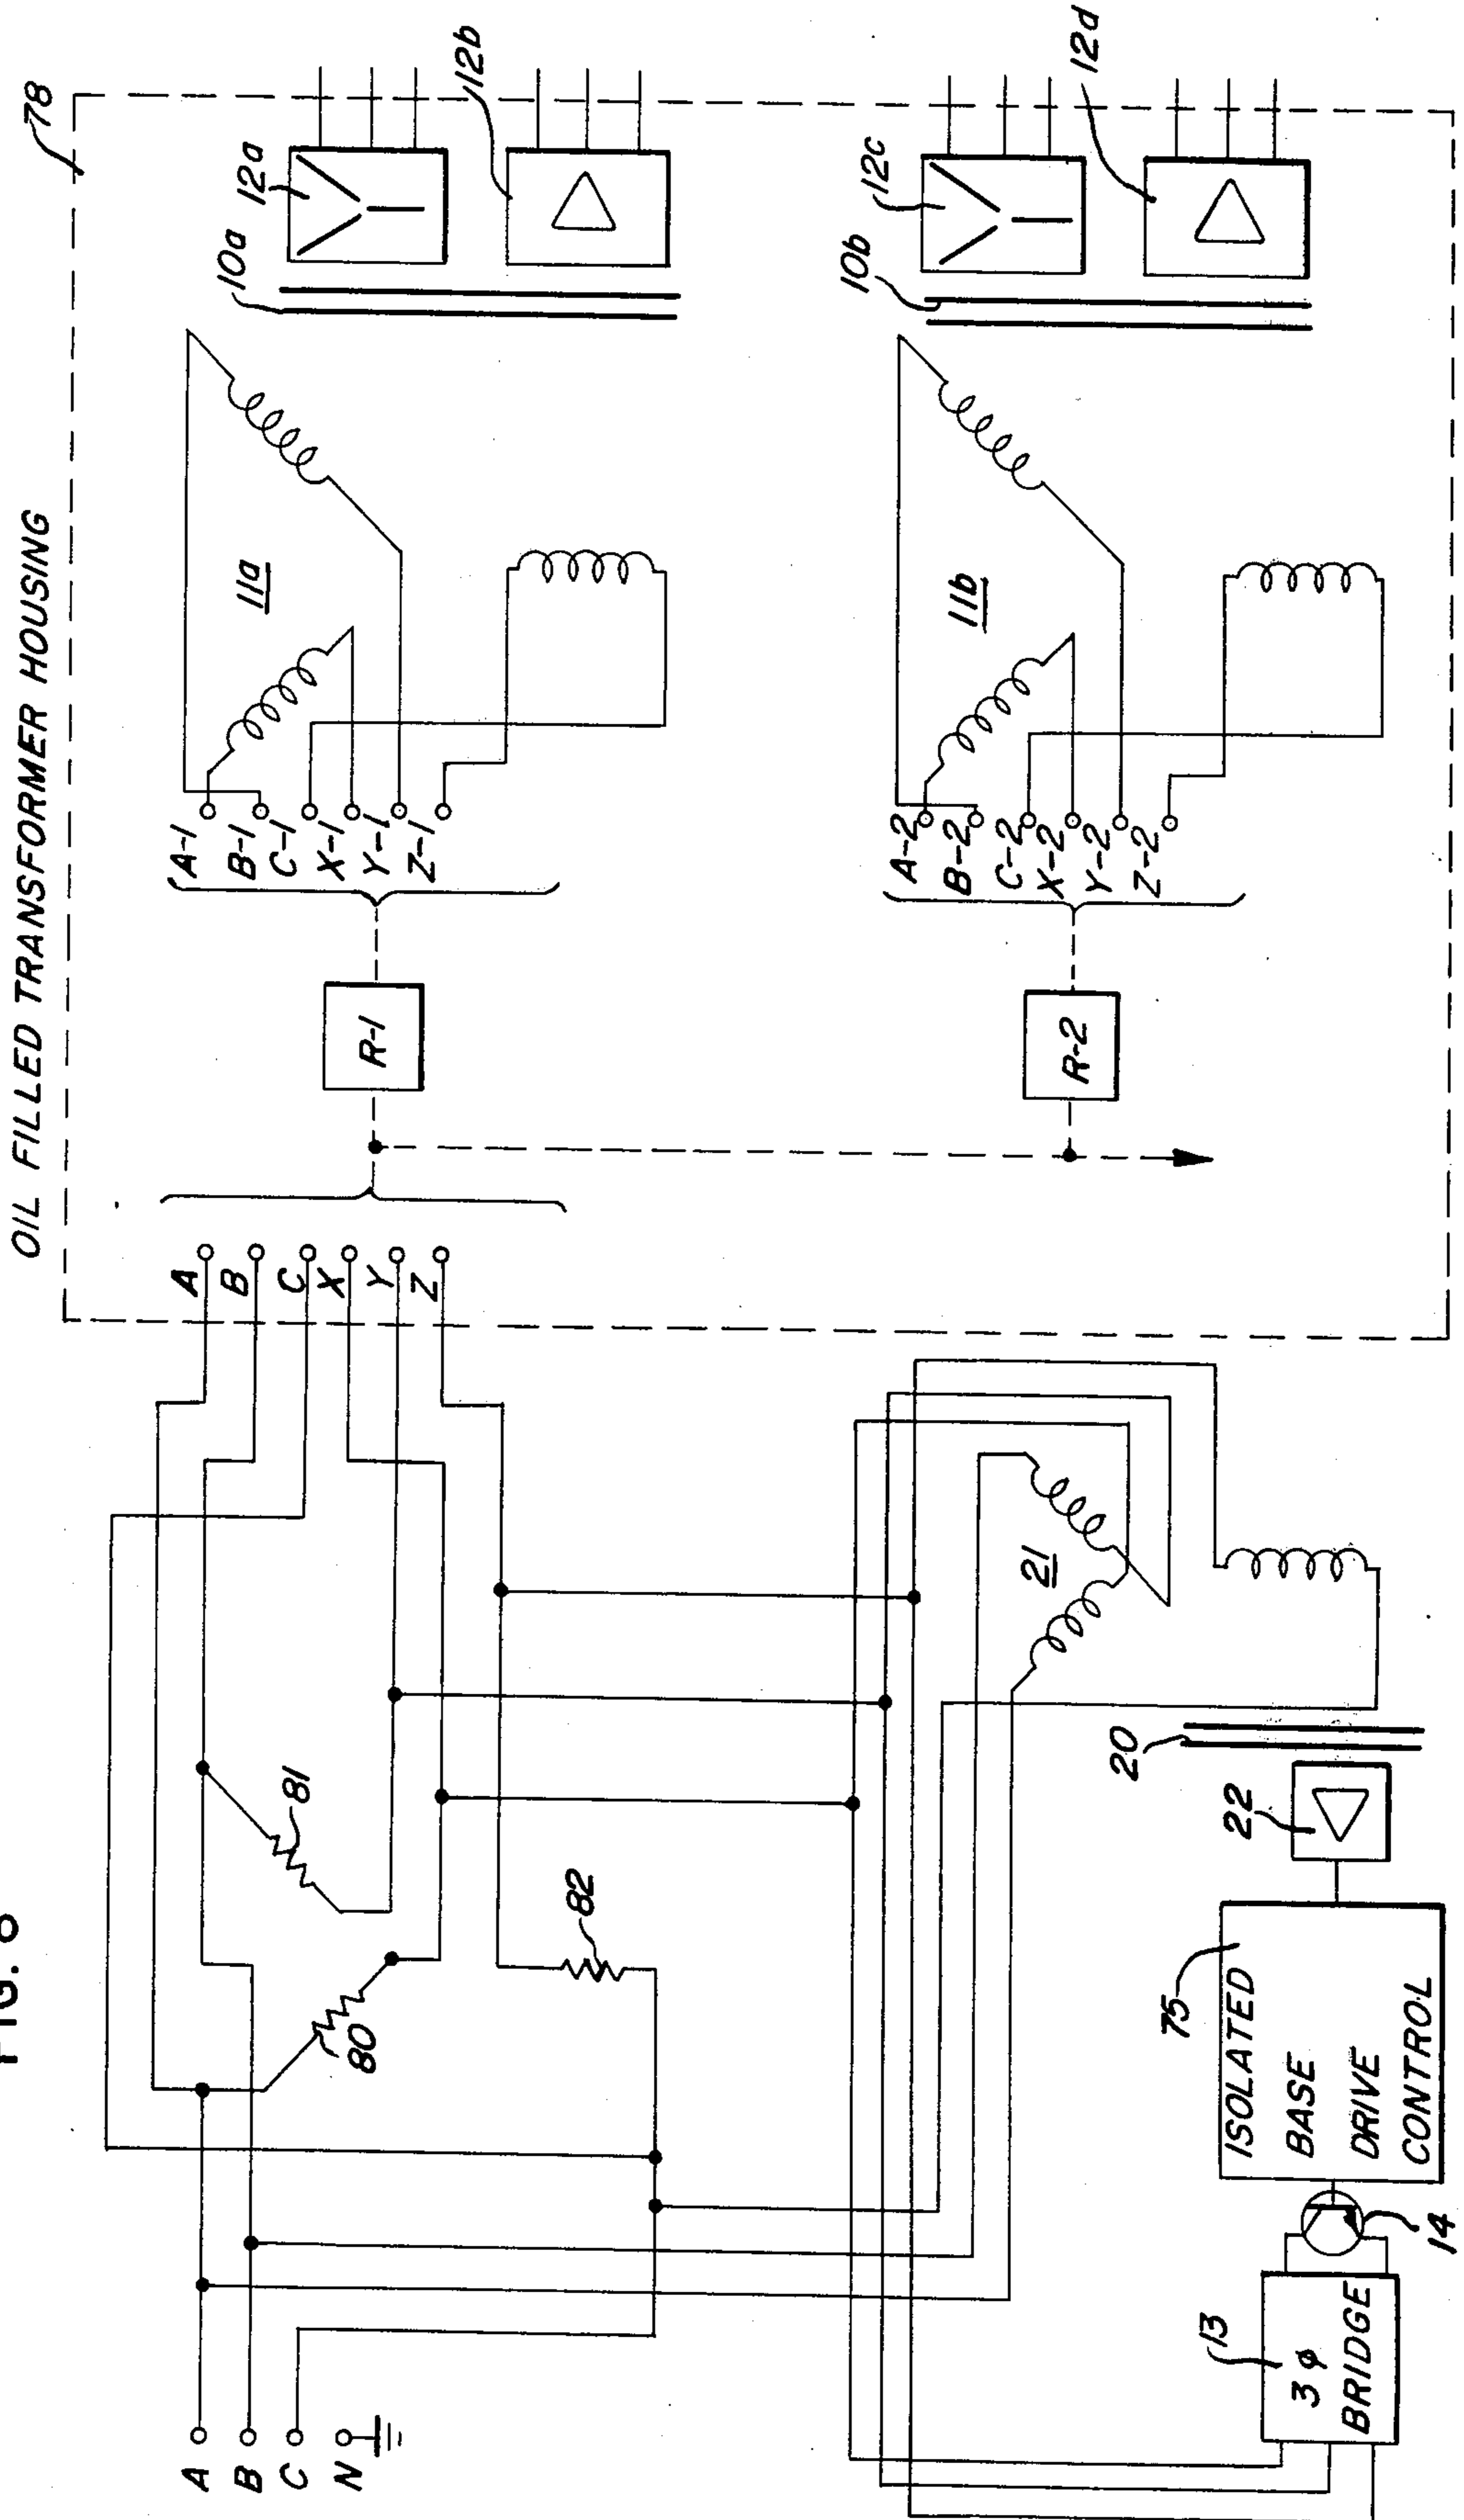 OIL FILLED TRANSFORMER HOUSING
78
A
B
C
N
A
B
C
X
Y
Z
R-1
A-1
B-1
C-1
X-1
Y-1
Z-1
11a
10a
12a
12b
R-2
A-2
B-2
C-2
X-2
Y-2
Z-2
11b
10b
12c
12d
80
81
82
21
20
22
75
ISOLATED
BASE
DRIVE
CONTROL
14
13
3 φ
BRIDGE